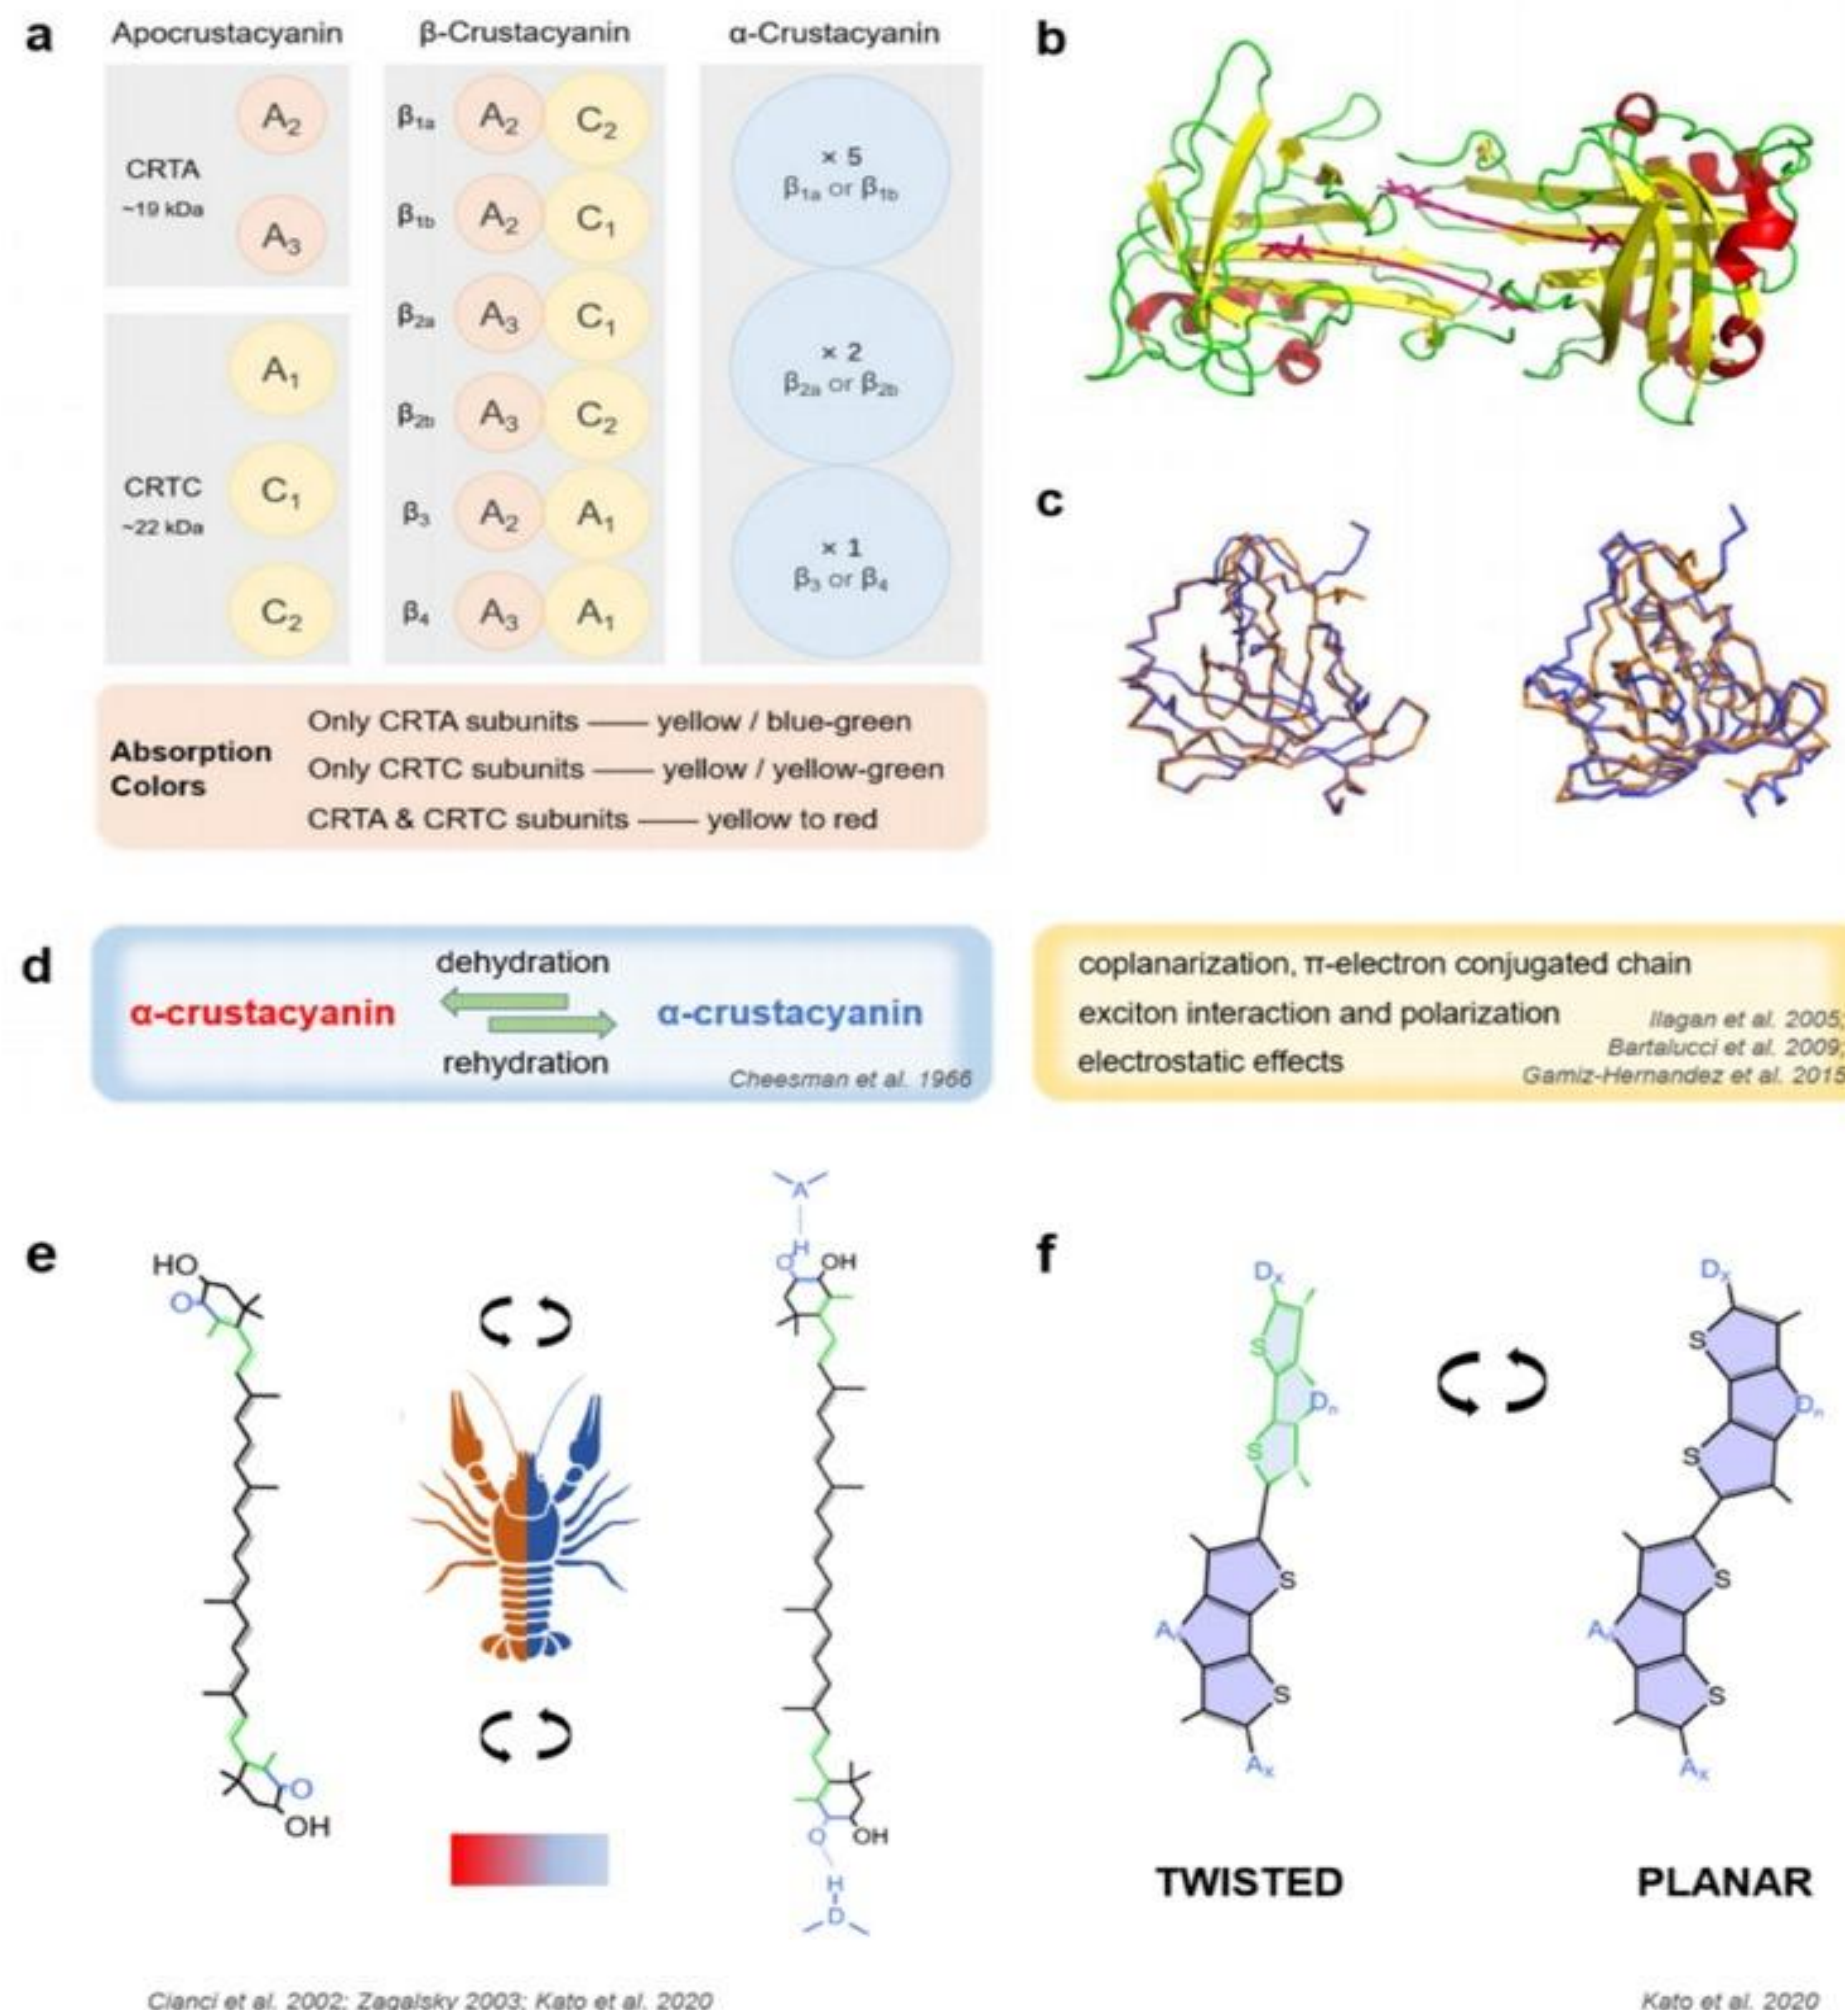 a
Apocrustacyanin
β-Crustacyanin
α-Crustacyanin
CRTA
~19 kDa
A₂
A₃
CRTC
~22 kDa
A₁
C₁
C₂
β₁ₐ A₂ C₂
β₁b A₂ C₁
β₂ₐ A₃ C₁
β₂b A₃ C₂
β₃ A₂ A₁
β₄ A₃ A₁
× 5
β₁ₐ or β₁b
× 2
β₂ₐ or β₂b
× 1
β₃ or β₄
Absorption
Colors
Only CRTA subunits —— yellow / blue-green
Only CRTC subunits —— yellow / yellow-green
CRTA & CRTC subunits —— yellow to red
b
c
d
dehydration
α-crustacyanin
α-crustacyanin
rehydration
Cheesman et al. 1966
coplanarization, π-electron conjugated chain
exciton interaction and polarization
electrostatic effects
Ilagan et al. 2005;
Bartalucci et al. 2009;
Gamiz-Hernandez et al. 2015
e
HO
O
O
OH
A
H
O
OH
O
OH
H
D
Cianci et al. 2002; Zagalsky 2003; Kato et al. 2020
f
Dₓ
S
Dₙ
S
S
S
Aₓ
TWISTED
Dₓ
S
Dₙ
S
S
S
Aₓ
PLANAR
Kato et al. 2020